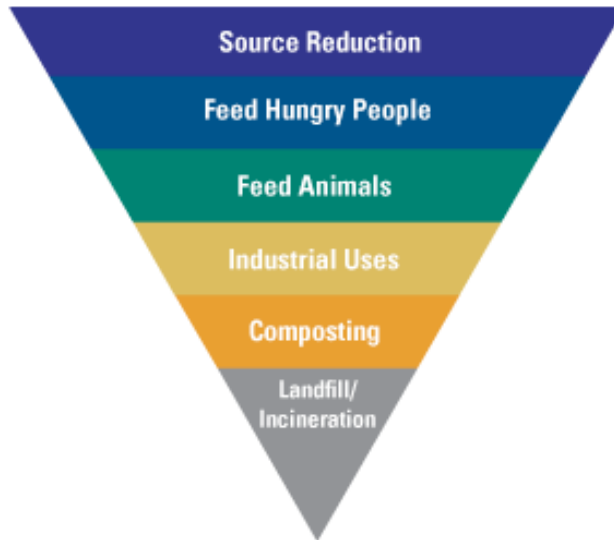 Source Reduction
Feed Hungry People
Feed Animals
Industrial Uses
Composting
Landfill/
Incineration